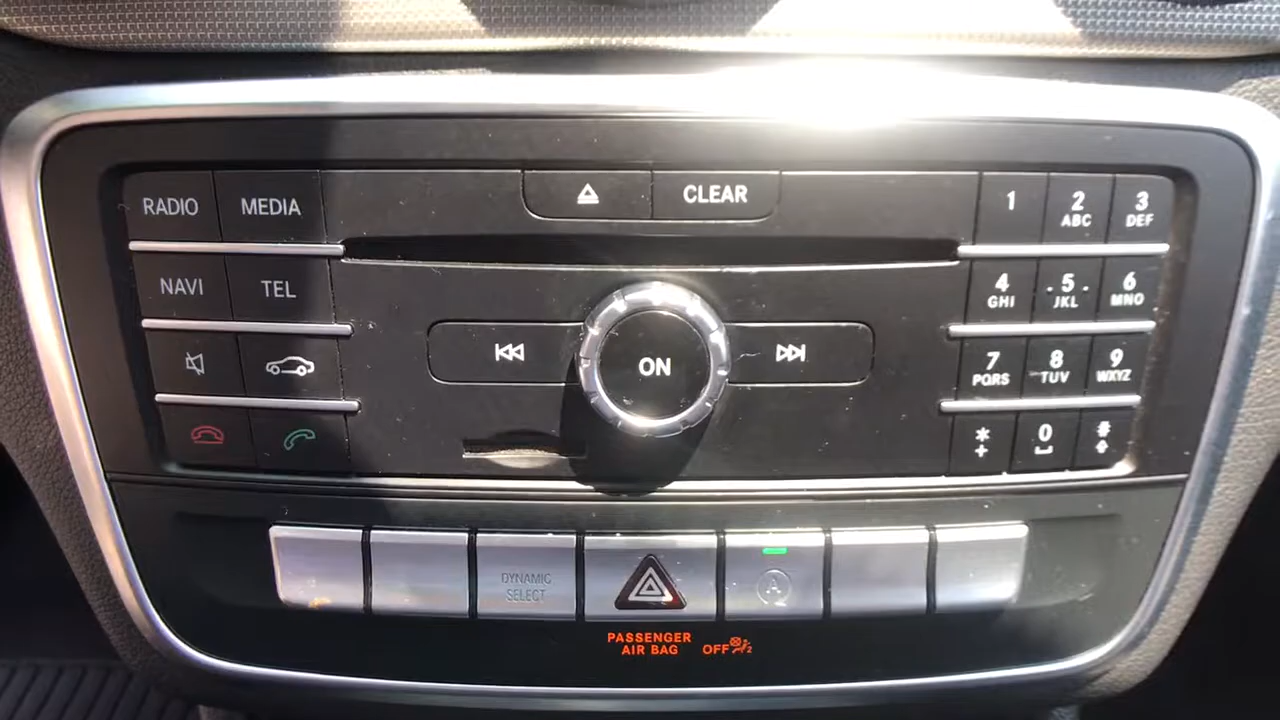 RADIO
MEDIA
CLEAR
1
2
ABC
3
DEF
NAVI
TEL
4
GHI
5
JKL
6
MNO
ON
7
PQRS
8
TUV
9
WXYZ
*
+
0
#
DYNAMIC
SELECT
A
PASSENGER
AIR BAG
OFF
2